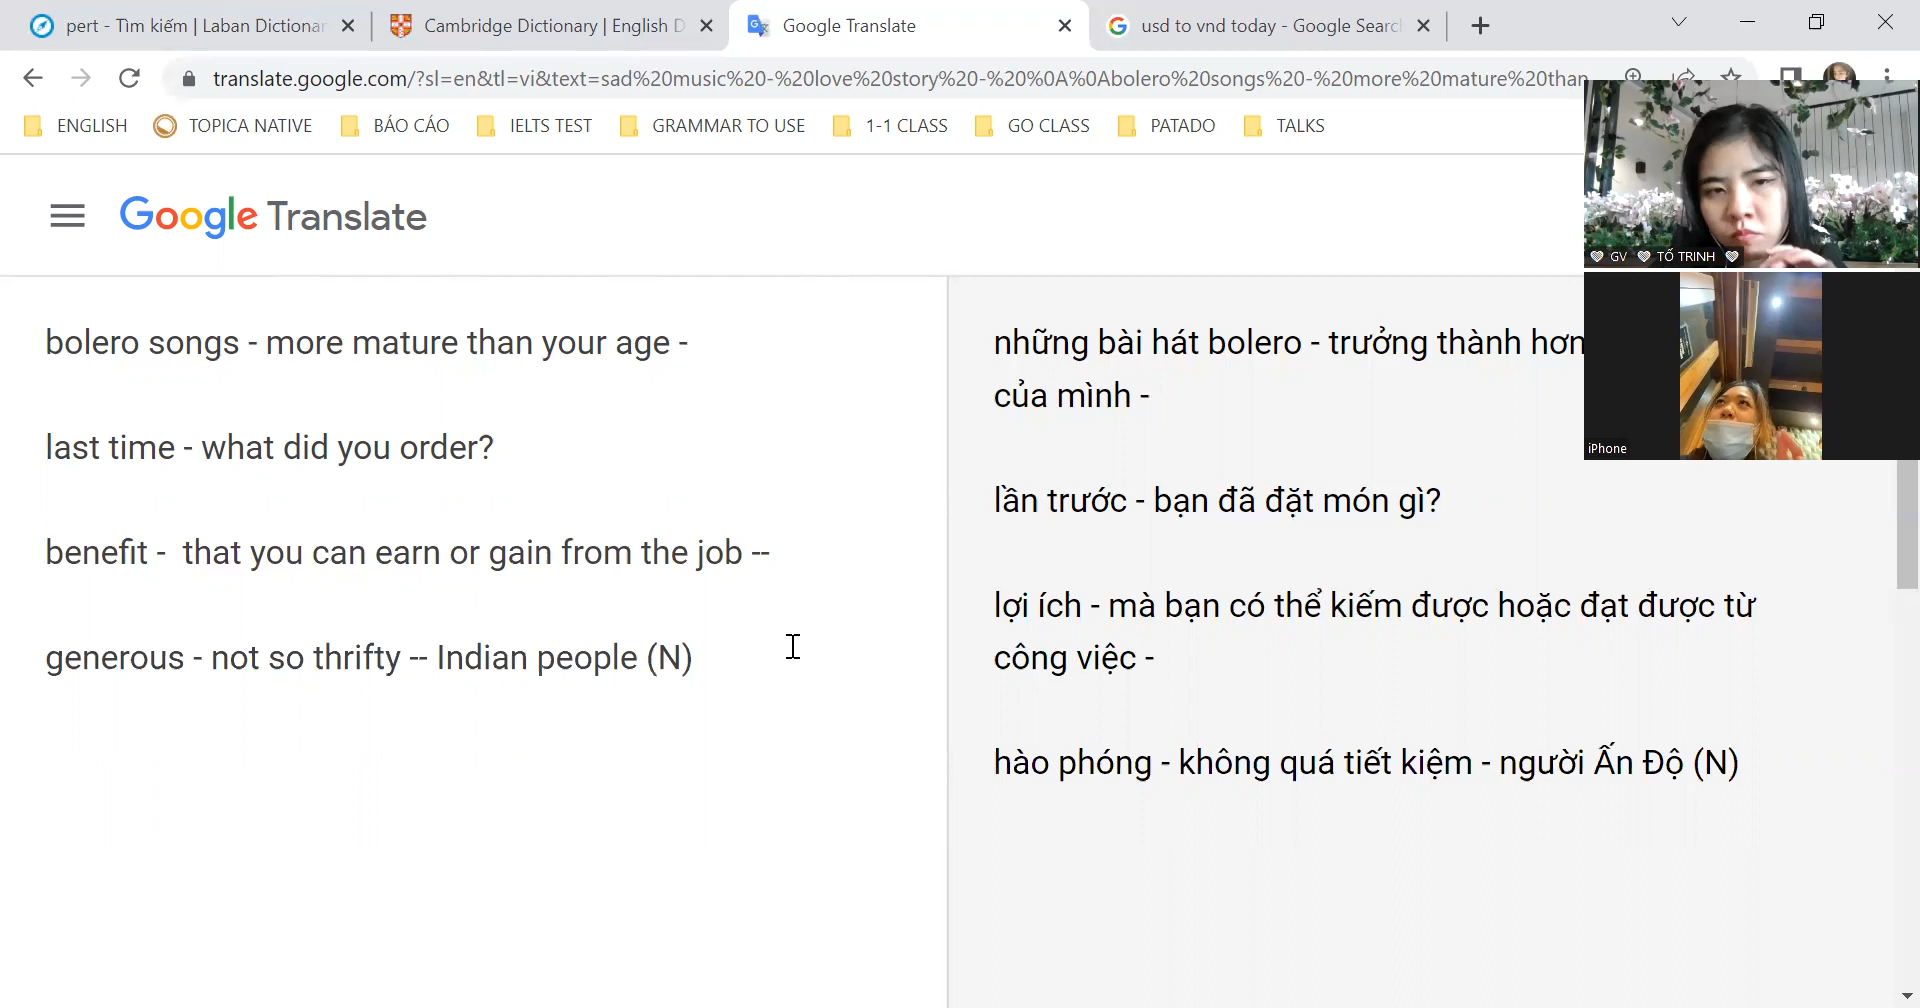 pert - Tìm kiếm | Laban Dictionar
Cambridge Dictionary | English D
Google Translate
usd to vnd today - Google Searc
translate.google.com/?sl=en&tl=vi&text=sad%20music%20-%20love%20story%20-%20%0A%0Abolero%20songs%20-%20more%20mature%20than
ENGLISH
TOPICA NATIVE
BÁO CÁO
IELTS TEST
GRAMMAR TO USE
1-1 CLASS
GO CLASS
PATADO
TALKS
Google Translate
GV TỐ TRINH
iPhone
bolero songs - more mature than your age -
last time - what did you order?
benefit -  that you can earn or gain from the job --
generous - not so thrifty -- Indian people (N)
những bài hát bolero - trưởng thành hơn
của mình -
lần trước - bạn đã đặt món gì?
lợi ích - mà bạn có thể kiếm được hoặc đạt được từ
công việc -
hào phóng - không quá tiết kiệm - người Ấn Độ (N)